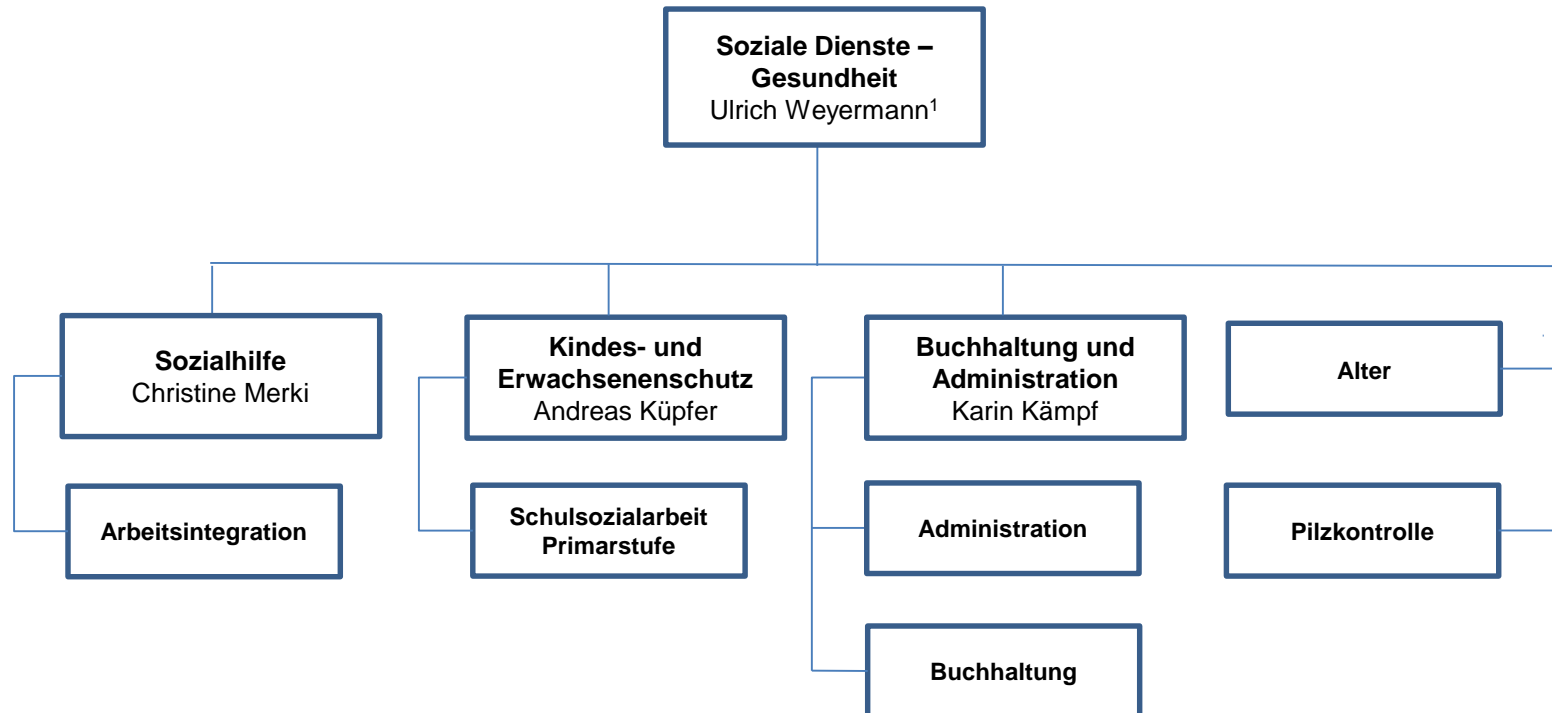 Soziale Dienste –
Gesundheit
Ulrich Weyermann¹
Sozialhilfe
Christine Merki
Kindes- und
Erwachsenenschutz
Andreas Küpfer
Buchhaltung und
Administration
Karin Kämpf
Alter
Arbeitsintegration
Schulsozialarbeit
Primarstufe
Administration
Pilzkontrolle
Buchhaltung